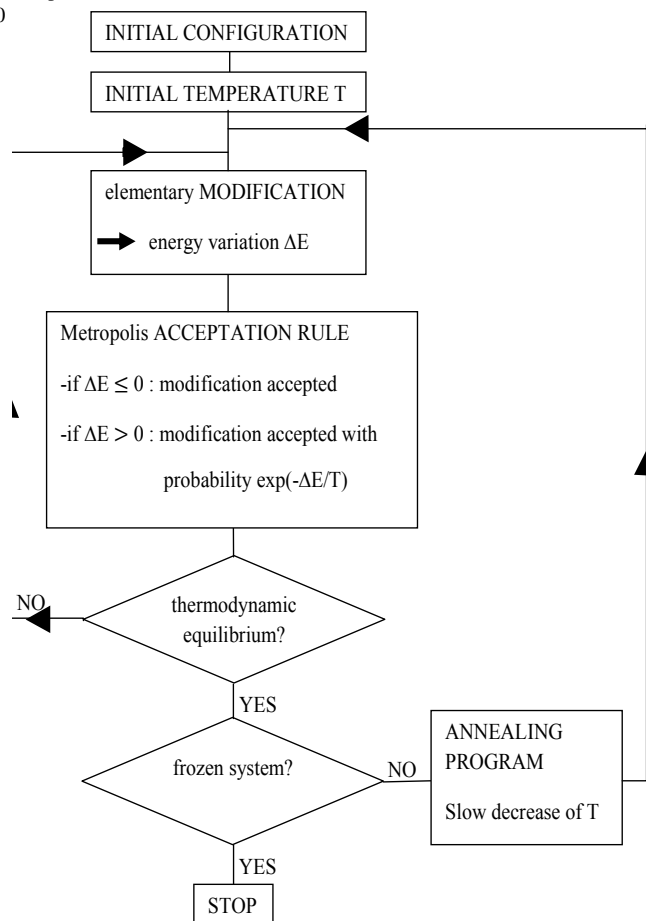 0
INITIAL CONFIGURATION
INITIAL TEMPERATURE T
elementary MODIFICATION
energy variation ΔE
Metropolis ACCEPTATION RULE
-if ΔE ≤ 0 : modification accepted
-if ΔE > 0 : modification accepted with
probability exp(-ΔE/T)
NO
thermodynamic
equilibrium?
YES
frozen system?
NO
ANNEALING
PROGRAM
Slow decrease of T
YES
STOP